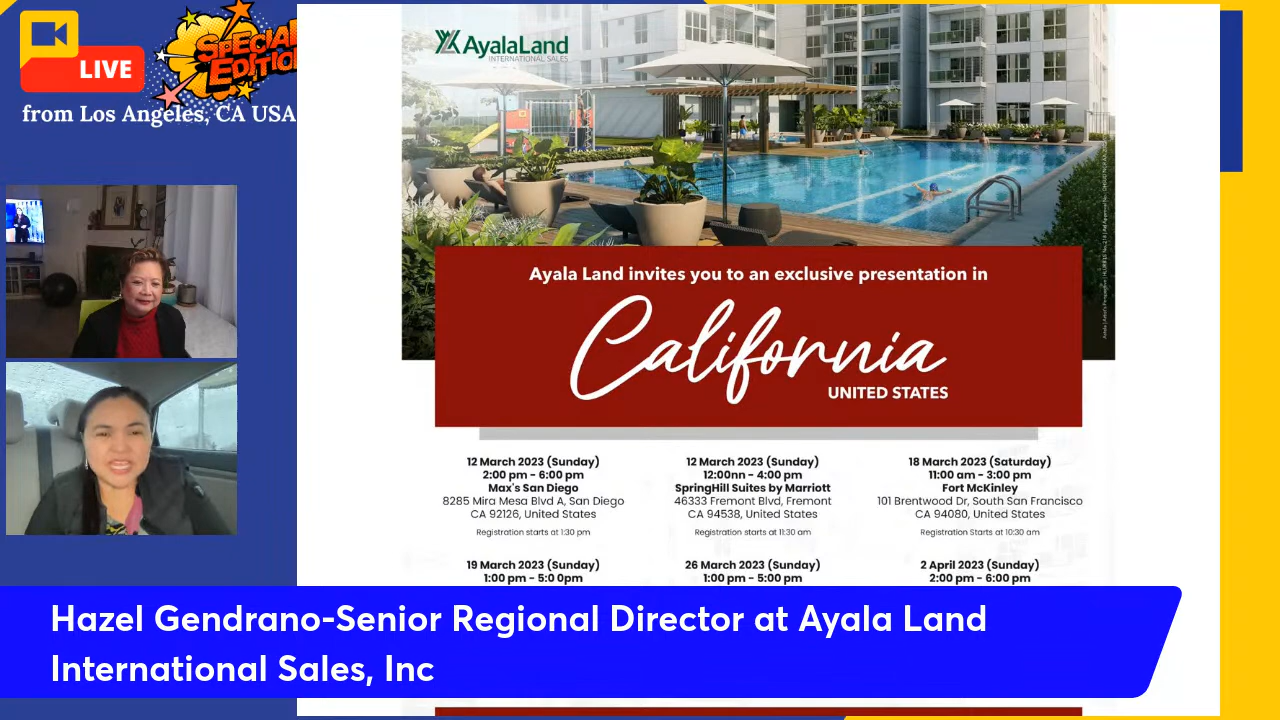 LIVE
SPECIAL
EDITION
from Los Angeles, CA USA
AyalaLand
INTERNATIONAL SALES
Ayala Land invites you to an exclusive presentation in
California
UNITED STATES
12 March 2023 (Sunday)
2:00 pm - 6:00 pm
Max's San Diego
8285 Mira Mesa Blvd A, San Diego
CA 92126, United States
Registration starts at 1:30 pm
12 March 2023 (Sunday)
12:00nn - 4:00 pm
SpringHill Suites by Marriott
46333 Fremont Blvd, Fremont
CA 94538, United States
Registration starts at 11:30 am
18 March 2023 (Saturday)
11:00 am - 3:00 pm
Fort McKinley
101 Brentwood Dr, South San Francisco
CA 94080, United States
Registration Starts at 10:30 am
19 March 2023 (Sunday)
1:00 pm - 5:0 0pm
26 March 2023 (Sunday)
1:00 pm - 5:00 pm
2 April 2023 (Sunday)
2:00 pm - 6:00 pm
Hazel Gendrano-Senior Regional Director at Ayala Land
International Sales, Inc